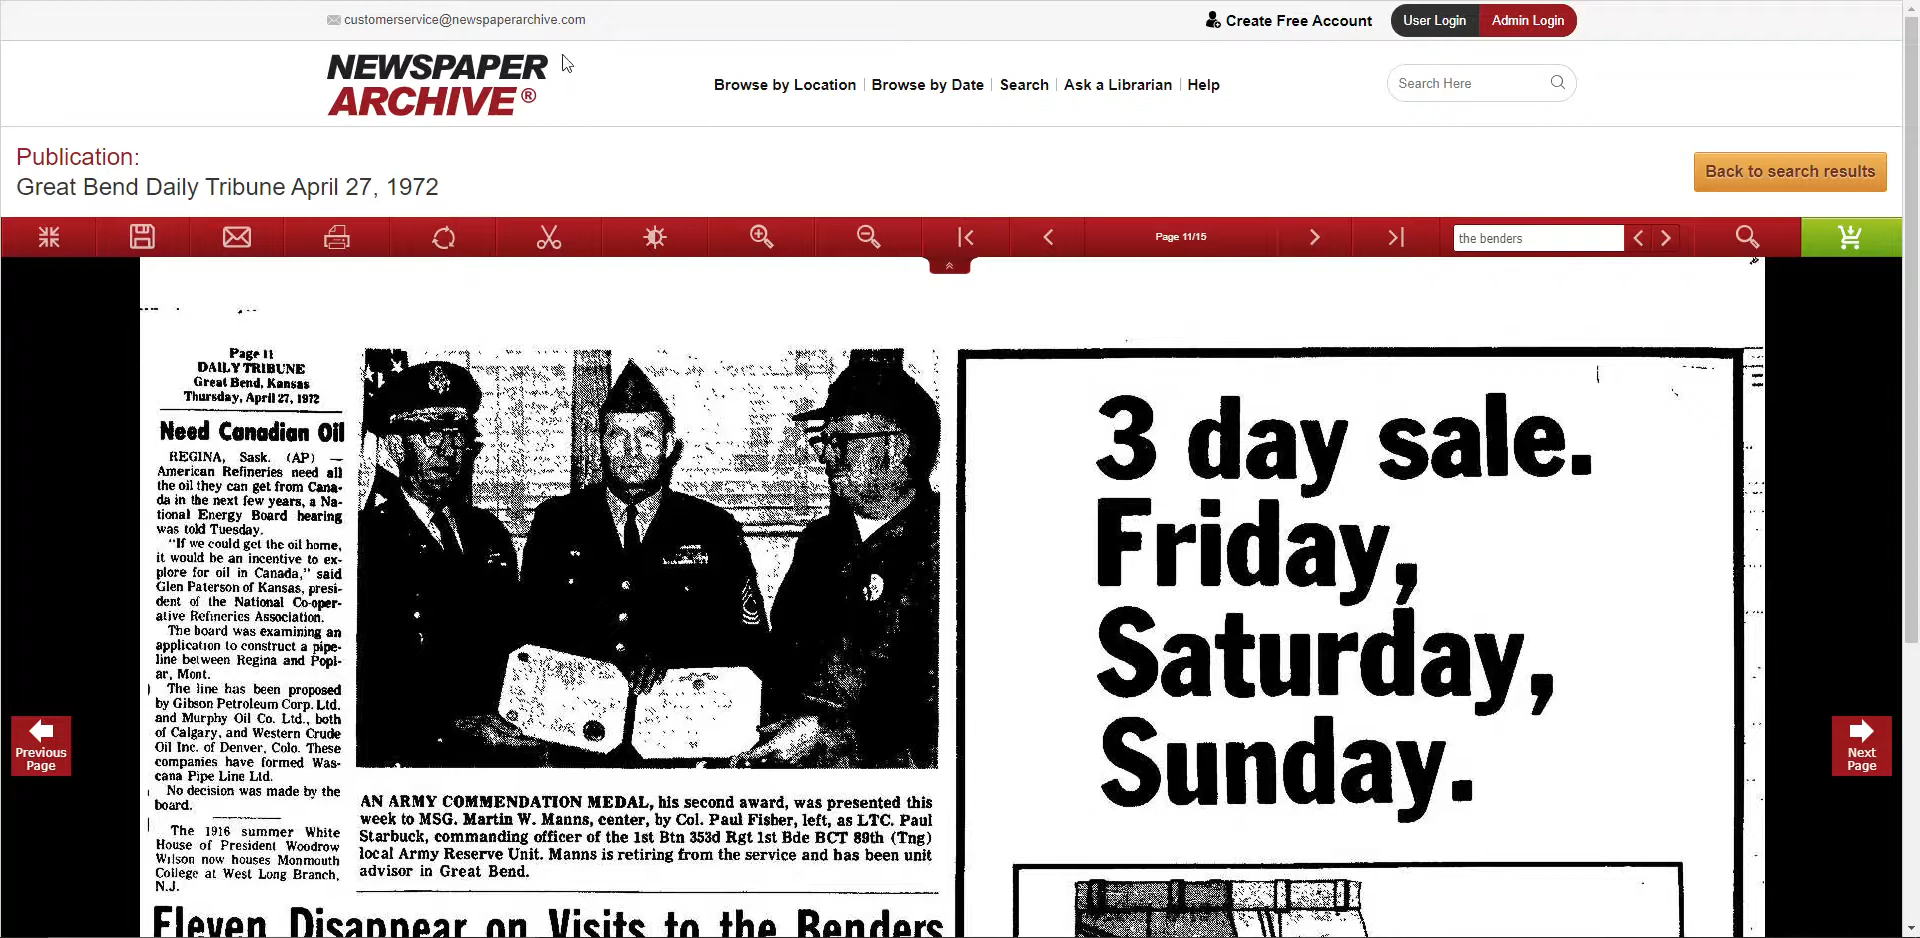 customerservice@newspaperarchive.com
Create Free Account
User Login
Admin Login
NEWSPAPER
ARCHIVE®
Browse by Location
Browse by Date
Search
Ask a Librarian
Help
Search Here
Publication:
Great Bend Daily Tribune April 27, 1972
Back to search results
Page 11/15
the benders
Page 11
DAILY TRIBUNE
Great Bend, Kansas
Thursday, April 27, 1972
Need Canadian Oil
REGINA, Sask. (AP) —
American Refineries need all
the oil they can get from Cana-
da in the next few years, a Na-
tional Energy Board hearing
was told Tuesday.
"If we could get the oil home,
it would be an incentive to ex-
plore for oil in Canada," said
Glen Paterson of Kansas, presi-
dent of the National Co-oper-
ative Refineries Association.
The board was examining an
application to construct a pipe-
line between Regina and Popl-
ar, Mont.
The line has been proposed
by Gibson Petroleum Corp. Ltd.
and Murphy Oil Co. Ltd., both
of Calgary, and Western Crude
Oil Inc. of Denver, Colo. These
companies have formed Was-
cana Pipe Line Ltd.
No decision was made by the
board.
The 1916 summer White
House of President Woodrow
Wilson now houses Monmouth
College at West Long Branch,
N.J.
AN ARMY COMMENDATION MEDAL, his second award, was presented this
week to MSG. Martin W. Manns, center, by Col. Paul Fisher, left, as LTC. Paul
Starbuck, commanding officer of the 1st Btn 353d Rgt 1st Bde BCT 89th (Tng)
local Army Reserve Unit. Manns is retiring from the service and has been unit
advisor in Great Bend.
Eleven Disappear on Visits to the Benders
3 day sale.
Friday,
Saturday,
Sunday.
Previous
Page
Next
Page